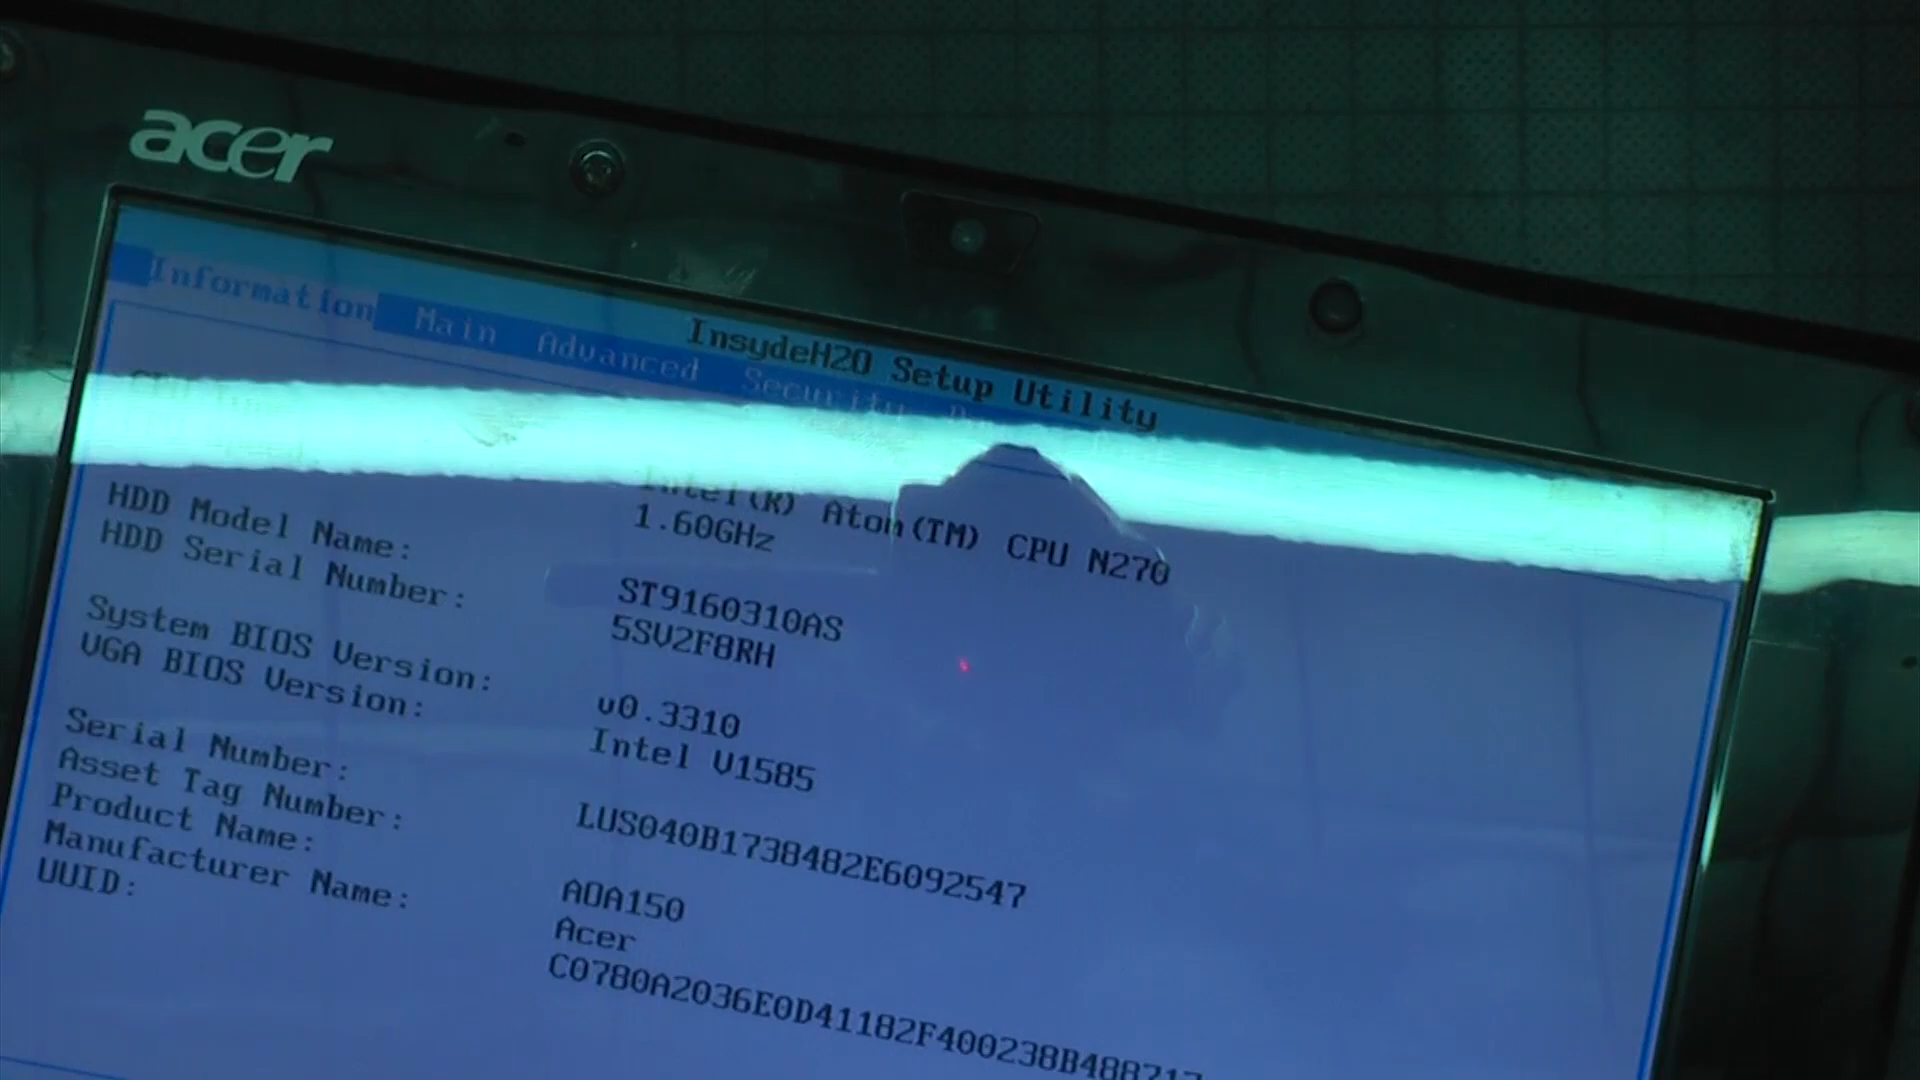 acer
InsydeH2O Setup Utility
Information Main Advanced Security
Intel(R) Atom(TM) CPU N270
1.60GHz
HDD Model Name: ST9160310AS
HDD Serial Number: 5SV2F8RH
System BIOS Version: v0.3310
VGA BIOS Version: Intel V1585
Serial Number: LUS040B1738482E6092547
Asset Tag Number:
Product Name: AOA150
Manufacturer Name: Acer
UUID: